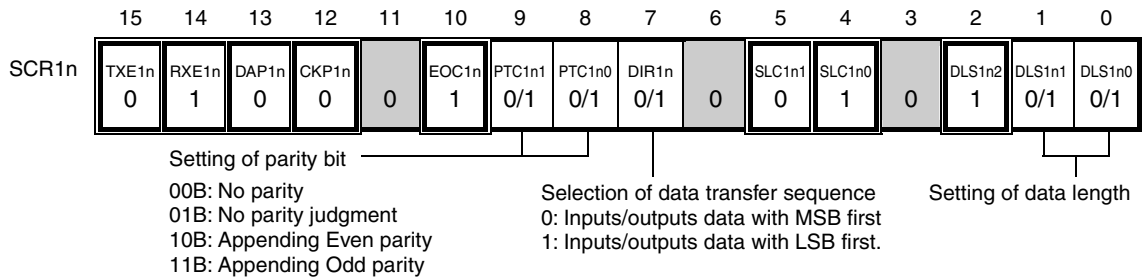 15 14 13 12 11 10 9 8 7 6 5 4 3 2 1 0
SCR1n TXE1n RXE1n DAP1n CKP1n EOC1n PTC1n1 PTC1n0 DIR1n SLC1n1 SLC1n0 DLS1n2 DLS1n1 DLS1n0
0 1 0 0 0 1 0/1 0/1 0/1 0 0 1 0 1 0/1 0/1
Setting of parity bit
00B: No parity
01B: No parity judgment
10B: Appending Even parity
11B: Appending Odd parity
Selection of data transfer sequence
0: Inputs/outputs data with MSB first
1: Inputs/outputs data with LSB first.
Setting of data length